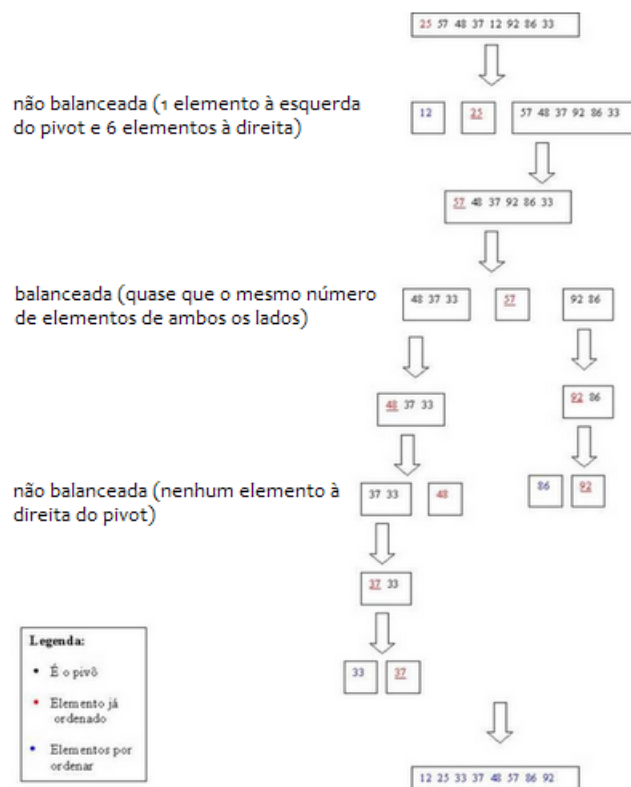 25 57 48 37 12 92 86 33
não balanceada (1 elemento à esquerda
do pivot e 6 elementos à direita)
12 25 57 48 37 92 86 33
57 48 37 92 86 33
balanceada (quase que o mesmo número
de elementos de ambos os lados)
48 37 33 57 92 86
48 37 33 92 86
não balanceada (nenhum elemento à
direita do pivot)
37 33 48 86 92
37 33
Legenda:
• É o pivô
• Elemento já
ordenado
• Elementos por
ordenar
33 37
12 25 33 37 48 57 86 92